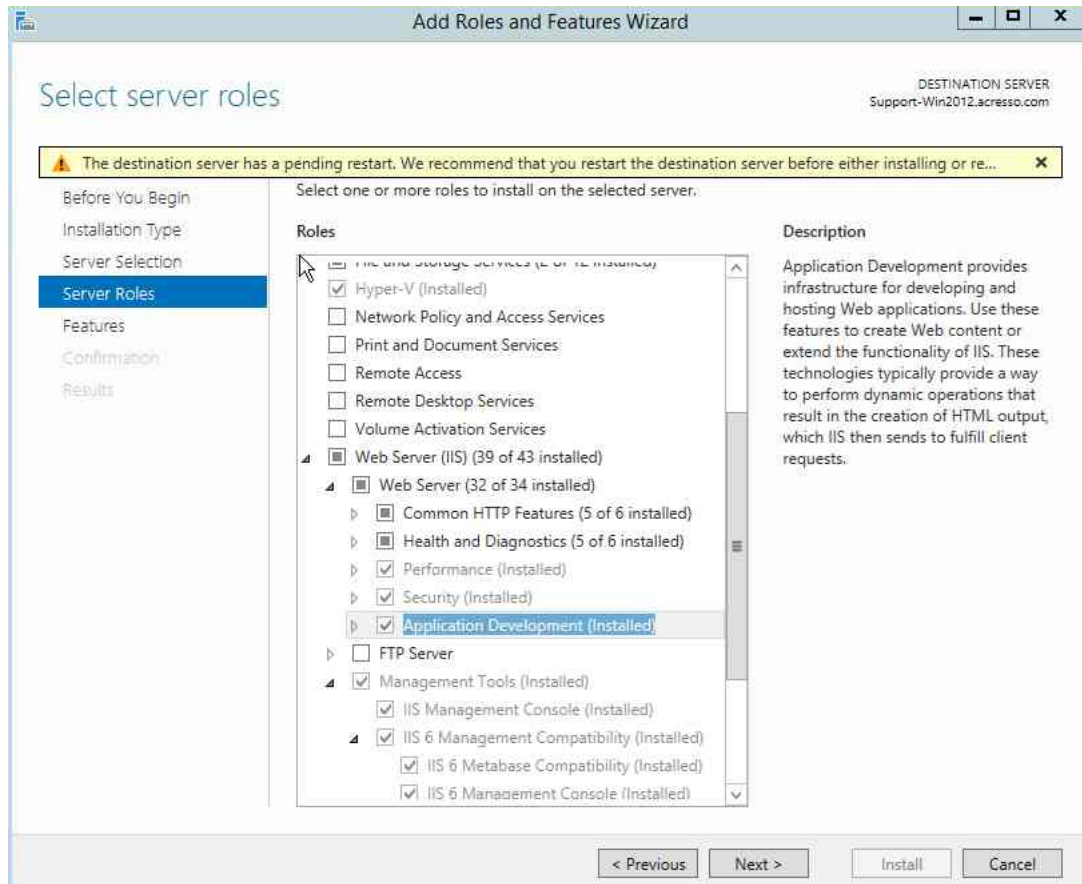 Add Roles and Features Wizard
Select server roles
DESTINATION SERVER
Support-Win2012.acresso.com
The destination server has a pending restart. We recommend that you restart the destination server before either installing or re...
Before You Begin
Installation Type
Server Selection
Server Roles
Features
Confirmation
Results
Select one or more roles to install on the selected server.
Roles
File and Storage Services (2 of 12 installed)
Hyper-V (Installed)
Network Policy and Access Services
Print and Document Services
Remote Access
Remote Desktop Services
Volume Activation Services
Web Server (IIS) (39 of 43 installed)
Web Server (32 of 34 installed)
Common HTTP Features (5 of 6 installed)
Health and Diagnostics (5 of 6 installed)
Performance (Installed)
Security (Installed)
Application Development (Installed)
FTP Server
Management Tools (Installed)
IIS Management Console (Installed)
IIS 6 Management Compatibility (Installed)
IIS 6 Metabase Compatibility (Installed)
IIS 6 Management Console (Installed)
Description
Application Development provides
infrastructure for developing and
hosting Web applications. Use these
features to create Web content or
extend the functionality of IIS. These
technologies typically provide a way
to perform dynamic operations that
result in the creation of HTML output,
which IIS then sends to fulfill client
requests.
< Previous
Next >
Install
Cancel